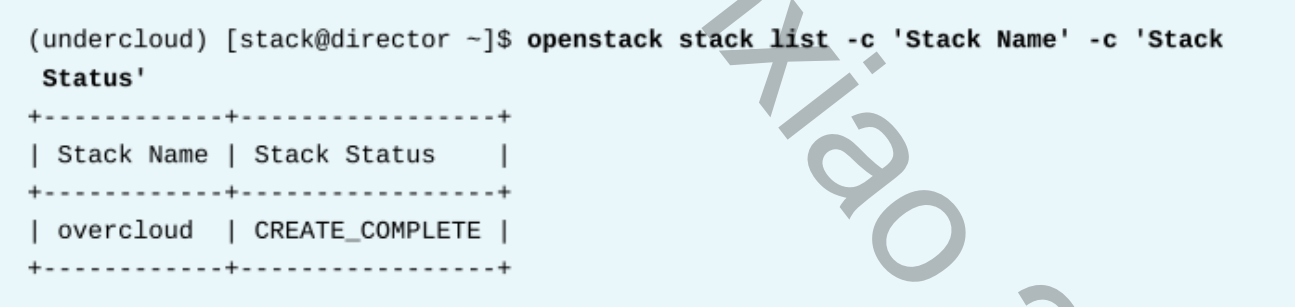 (undercloud) [stack@director ~]$ openstack stack list -c 'Stack Name' -c 'Stack
 Status'
+------------+-----------------+
| Stack Name | Stack Status    |
+------------+-----------------+
| overcloud  | CREATE_COMPLETE |
+------------+-----------------+
xiao